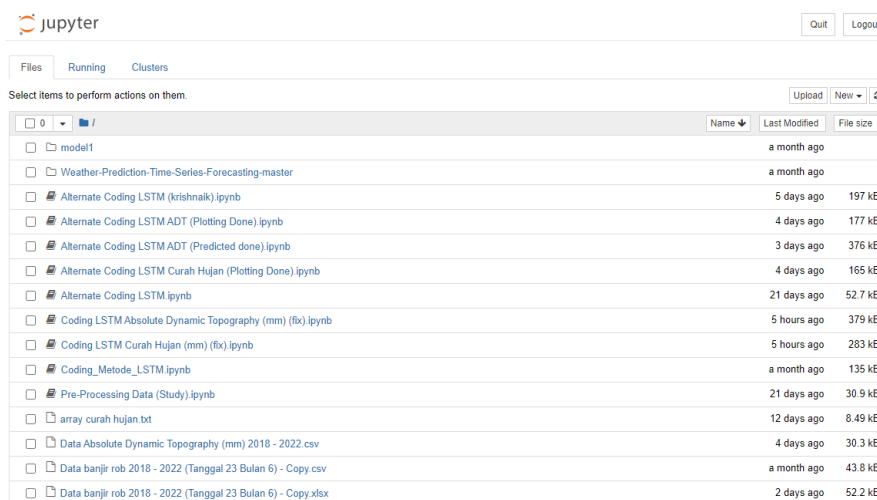 jupyter
Quit Logou
Files Running Clusters
Select items to perform actions on them.
Upload New
0 / Name Last Modified File size
model1 a month ago
Weather-Prediction-Time-Series-Forecasting-master a month ago
Alternate Coding LSTM (krishnaik).ipynb 5 days ago 197 kB
Alternate Coding LSTM ADT (Plotting Done).ipynb 4 days ago 177 kB
Alternate Coding LSTM ADT (Predicted done).ipynb 3 days ago 376 kB
Alternate Coding LSTM Curah Hujan (Plotting Done).ipynb 4 days ago 165 kB
Alternate Coding LSTM.ipynb 21 days ago 52.7 kB
Coding LSTM Absolute Dynamic Topography (mm) (fix).ipynb 5 hours ago 379 kB
Coding LSTM Curah Hujan (mm) (fix).ipynb 5 hours ago 283 kB
Coding_Metode_LSTM.ipynb a month ago 135 kB
Pre-Processing Data (Study).ipynb 21 days ago 30.9 kB
array curah hujan.txt 12 days ago 8.49 kB
Data Absolute Dynamic Topography (mm) 2018 - 2022.csv 4 days ago 30.3 kB
Data banjir rob 2018 - 2022 (Tanggal 23 Bulan 6) - Copy.csv a month ago 43.8 kB
Data banjir rob 2018 - 2022 (Tanggal 23 Bulan 6) - Copy.xlsx 2 days ago 52.2 kB